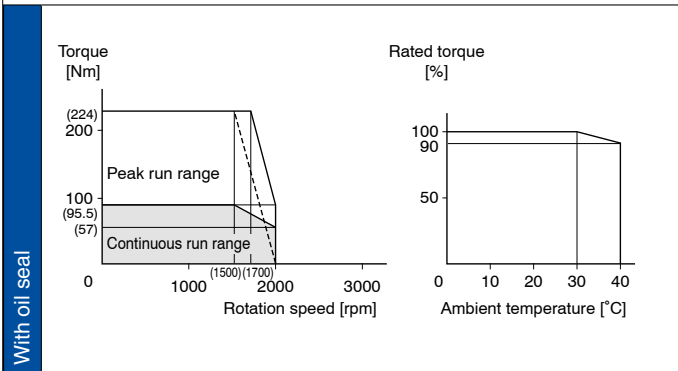 With oil seal
Torque
[Nm]
(224)
200
Peak run range
100
(95.5)
(57)
Continuous run range
0
(1500) (1700)
1000
2000
3000
Rotation speed [rpm]
Rated torque
[%]
100
90
50
0
10
20
30
40
Ambient temperature [˚C]